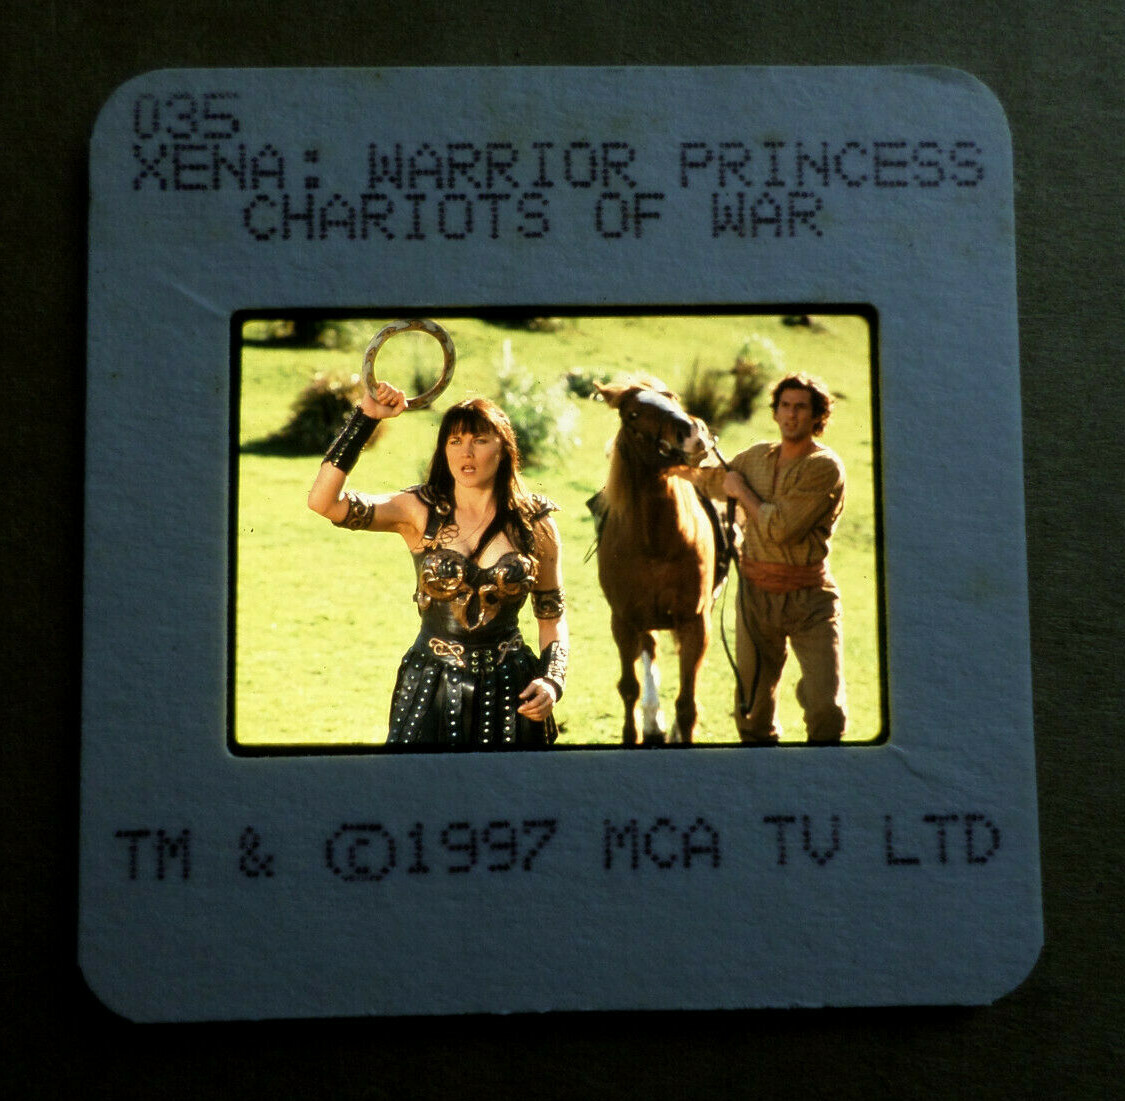 035
XENA: WARRIOR PRINCESS
CHARIOTS OF WAR
TM & ©1997 MCA TV LTD